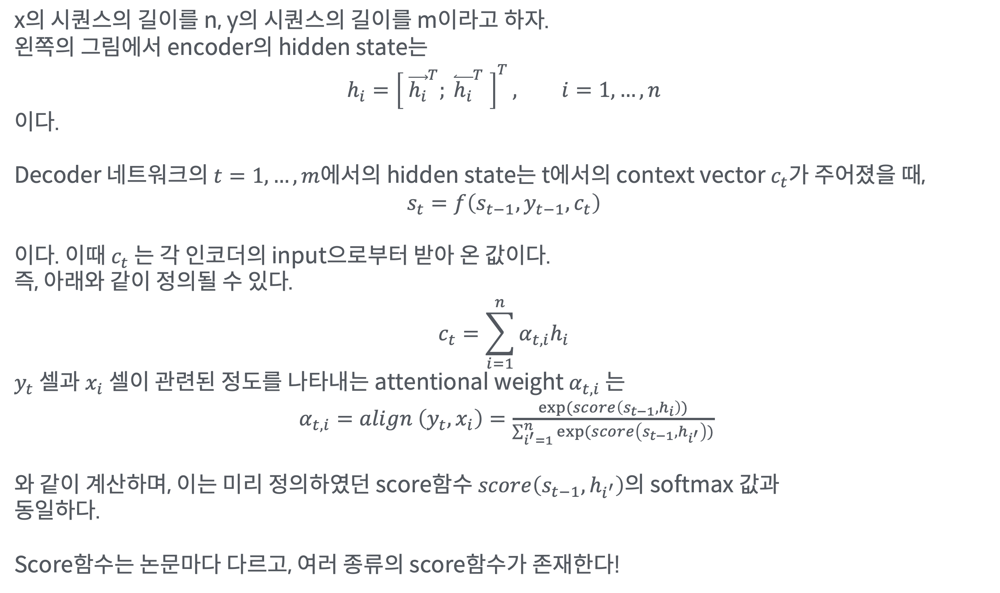 x의 시퀀스의 길이를 n, y의 시퀀스의 길이를 m이라고 하자.
왼쪽의 그림에서 encoder의 hidden state는
$h_i = \left[ \overrightarrow{h_i}^T ; \overleftarrow{h_i}^T \right]^T, \quad i = 1, \dots, n$
이다.
Decoder 네트워크의 $t = 1, \dots, m$에서의 hidden state는 t에서의 context vector $c_t$가 주어졌을 때,
$s_t = f(s_{t-1}, y_{t-1}, c_t)$
이다. 이때 $c_t$ 는 각 인코더의 input으로부터 받아 온 값이다.
즉, 아래와 같이 정의될 수 있다.
$c_t = \sum_{i=1}^{n} \alpha_{t,i} h_i$
$y_t$ 셀과 $x_i$ 셀이 관련된 정도를 나타내는 attentional weight $\alpha_{t,i}$ 는
$\alpha_{t,i} = align(y_t, x_i) = \frac{\exp(score(s_{t-1}, h_i))}{\sum_{i'=1}^{n} \exp(score(s_{t-1}, h_{i'}))}$
와 같이 계산하며, 이는 미리 정의하였던 score함수 $score(s_{t-1}, h_{i'})$의 softmax 값과
동일하다.
Score함수는 논문마다 다르고, 여러 종류의 score함수가 존재한다!